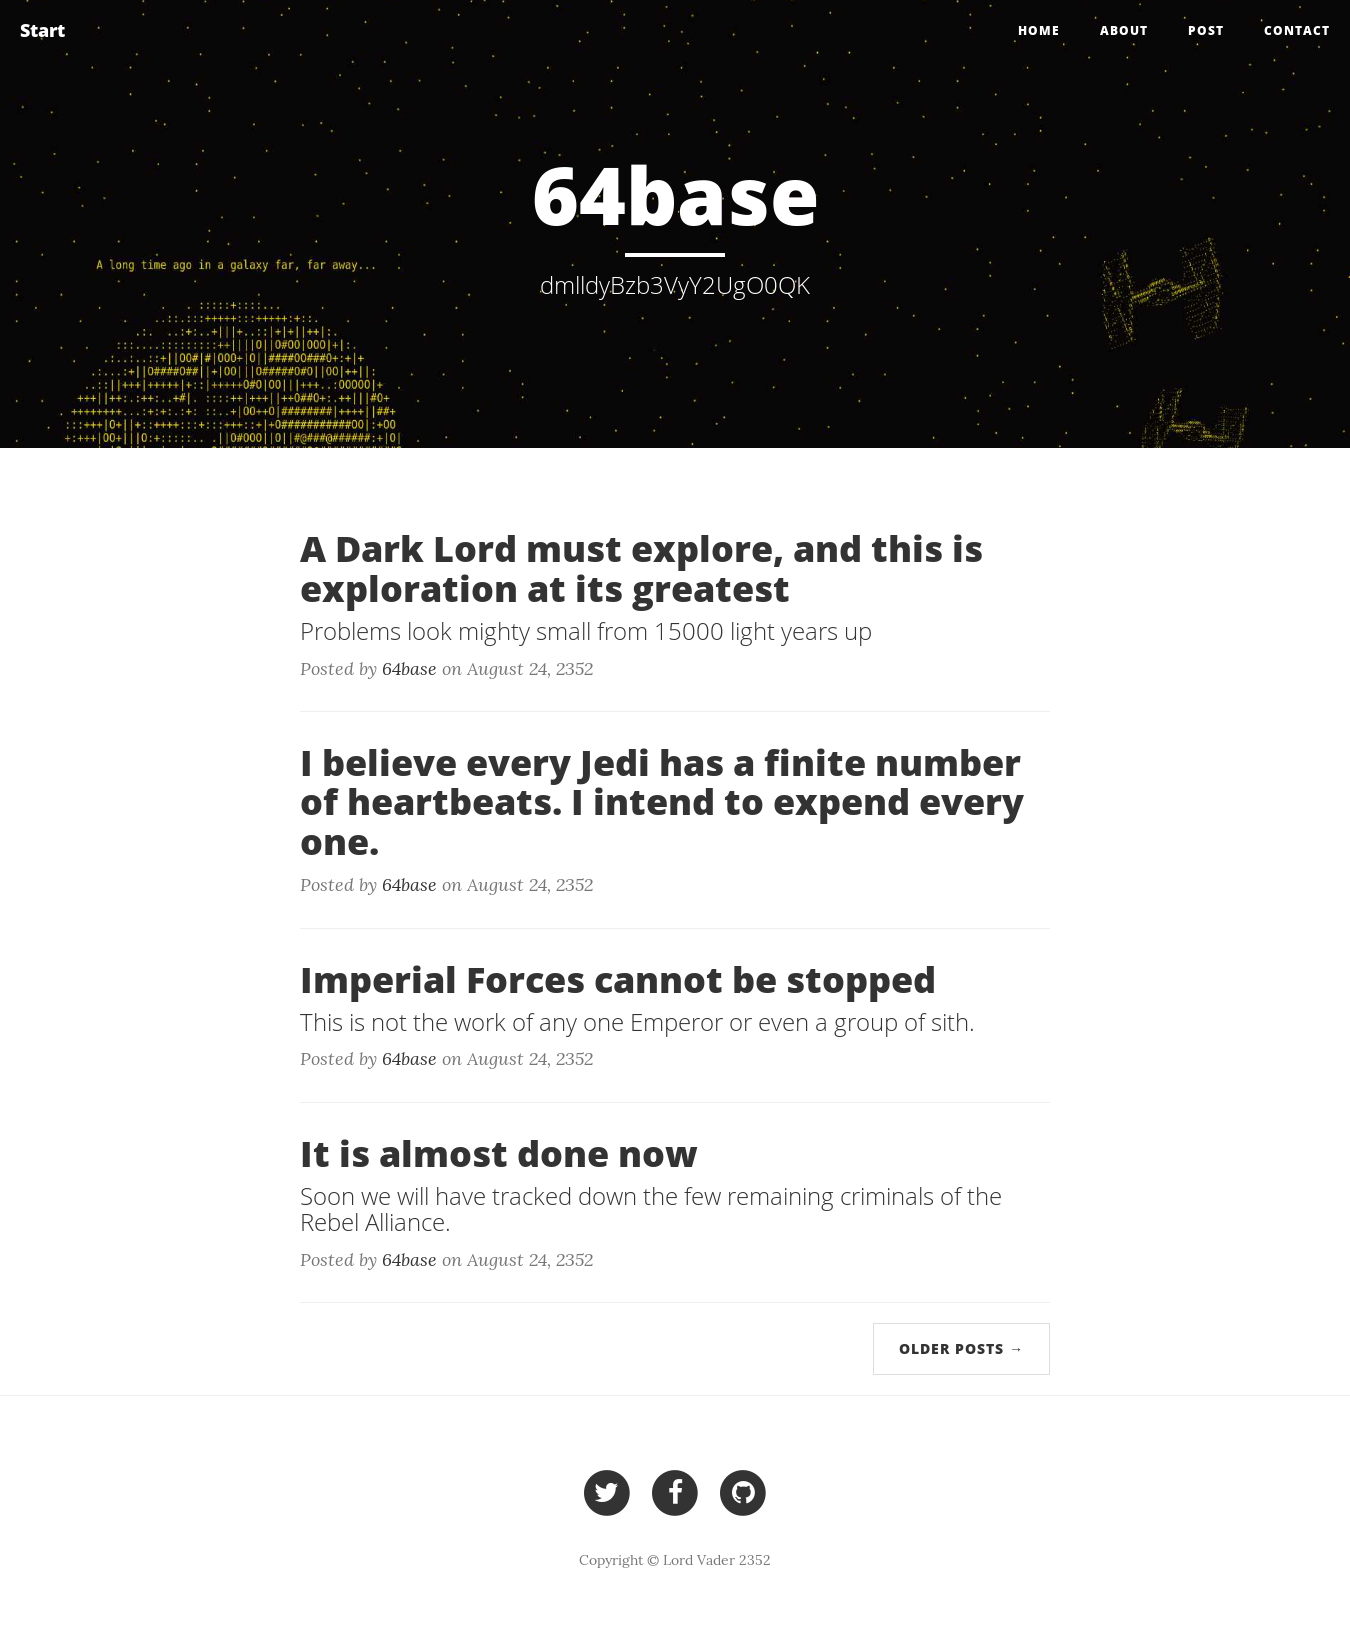 Start
HOME
ABOUT
POST
CONTACT
64base
dmlldyBzb3VyY2UgO0QK
A long time ago in a galaxy far, far away...
A Dark Lord must explore, and this is
exploration at its greatest
Problems look mighty small from 15000 light years up
Posted by 64base on August 24, 2352
I believe every Jedi has a finite number
of heartbeats. I intend to expend every
one.
Posted by 64base on August 24, 2352
Imperial Forces cannot be stopped
This is not the work of any one Emperor or even a group of sith.
Posted by 64base on August 24, 2352
It is almost done now
Soon we will have tracked down the few remaining criminals of the
Rebel Alliance.
Posted by 64base on August 24, 2352
OLDER POSTS →
Copyright © Lord Vader 2352